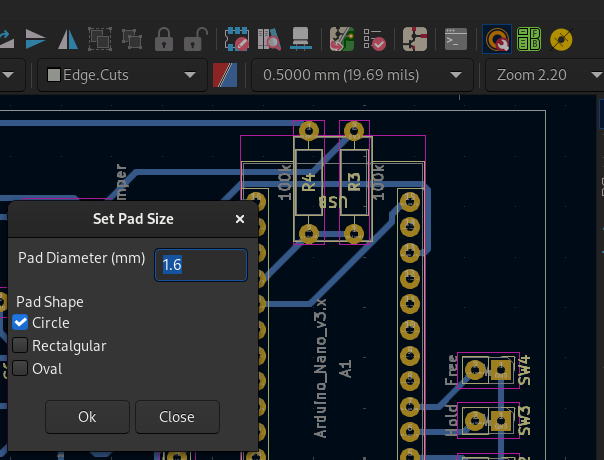 Edge.Cuts
0.5000 mm (19.69 mils)
Zoom 2.20
R4
R3
100k
100k
USB
Set Pad Size
×
Pad Diameter (mm)
1.6
Pad Shape
Circle
Rectalgular
Oval
Ok
Close
Arduino_Nano_v3.x
A1
Free
SW4
Hold
SW3